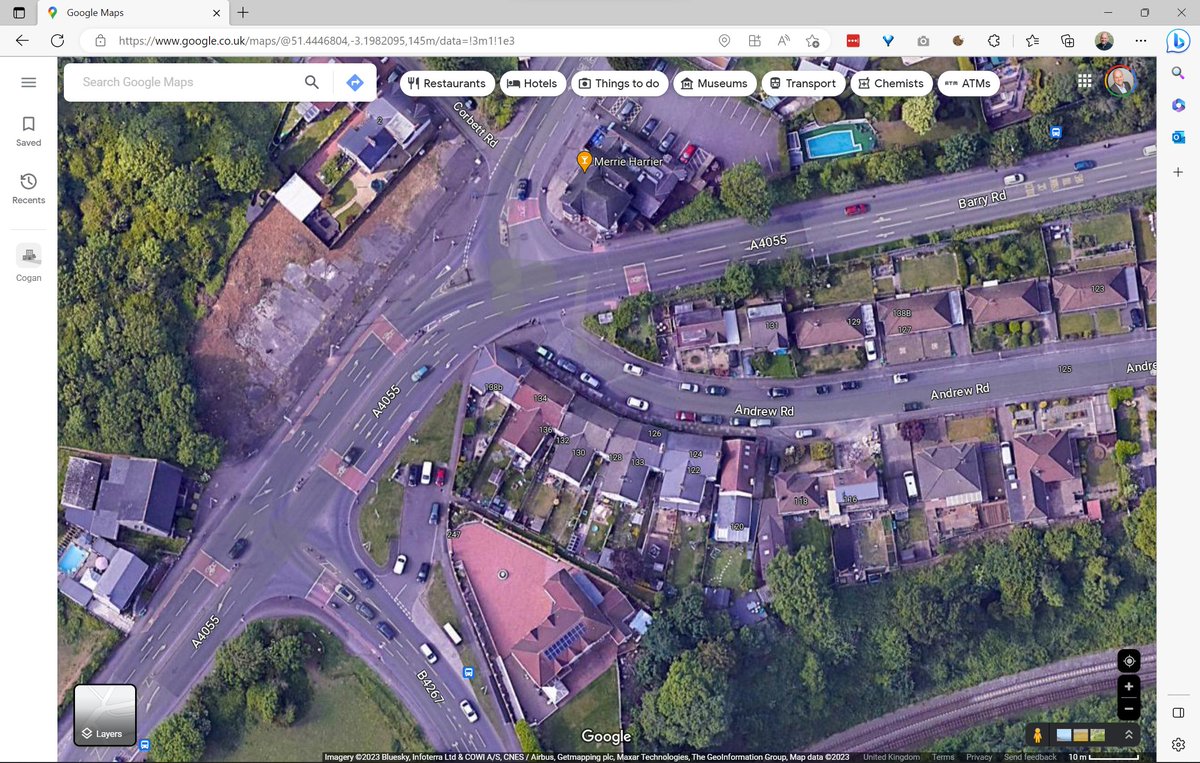 Google Maps
https://www.google.co.uk/maps/@51.4446804,-3.1982095,145m/data=!3m1!1e3
Search Google Maps
Restaurants
Hotels
Things to do
Museums
Transport
Chemists
ATMs
Saved
Recents
Cogan
Corbett Rd
2
Merrie Harrier
Barry Rd
A4055
123
138B
129
131
127
125
Andrew Rd
Andre
Andrew Rd
A4055
138b
134
136
132
126
130
128
133
124
122
118
116
120
247
A4055
B4267
Layers
Google
Imagery ©2023 Bluesky, Infoterra Ltd & COWI A/S, CNES / Airbus, Getmapping plc, Maxar Technologies, The GeoInformation Group, Map data ©2023
United Kingdom
Terms
Privacy
Send feedback
10 m